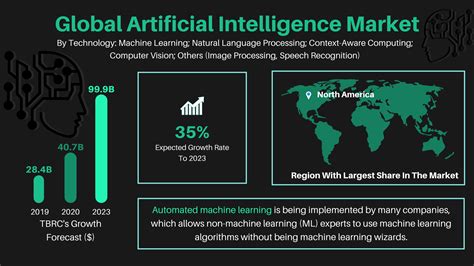 Global Artificial Intelligence Market
By Technology: Machine Learning; Natural Language Processing; Context-Aware Computing;
Computer Vision; Others (Image Processing, Speech Recognition)
99.9B
40.7B
28.4B
2019
2020
2023
TBRC's Growth
Forecast ($)
35%
Expected Growth Rate
To 2023
North America
Region With Largest Share In The Market
Automated machine learning is being implemented by many companies,
which allows non-machine learning (ML) experts to use machine learning
algorithms without being machine learning wizards.